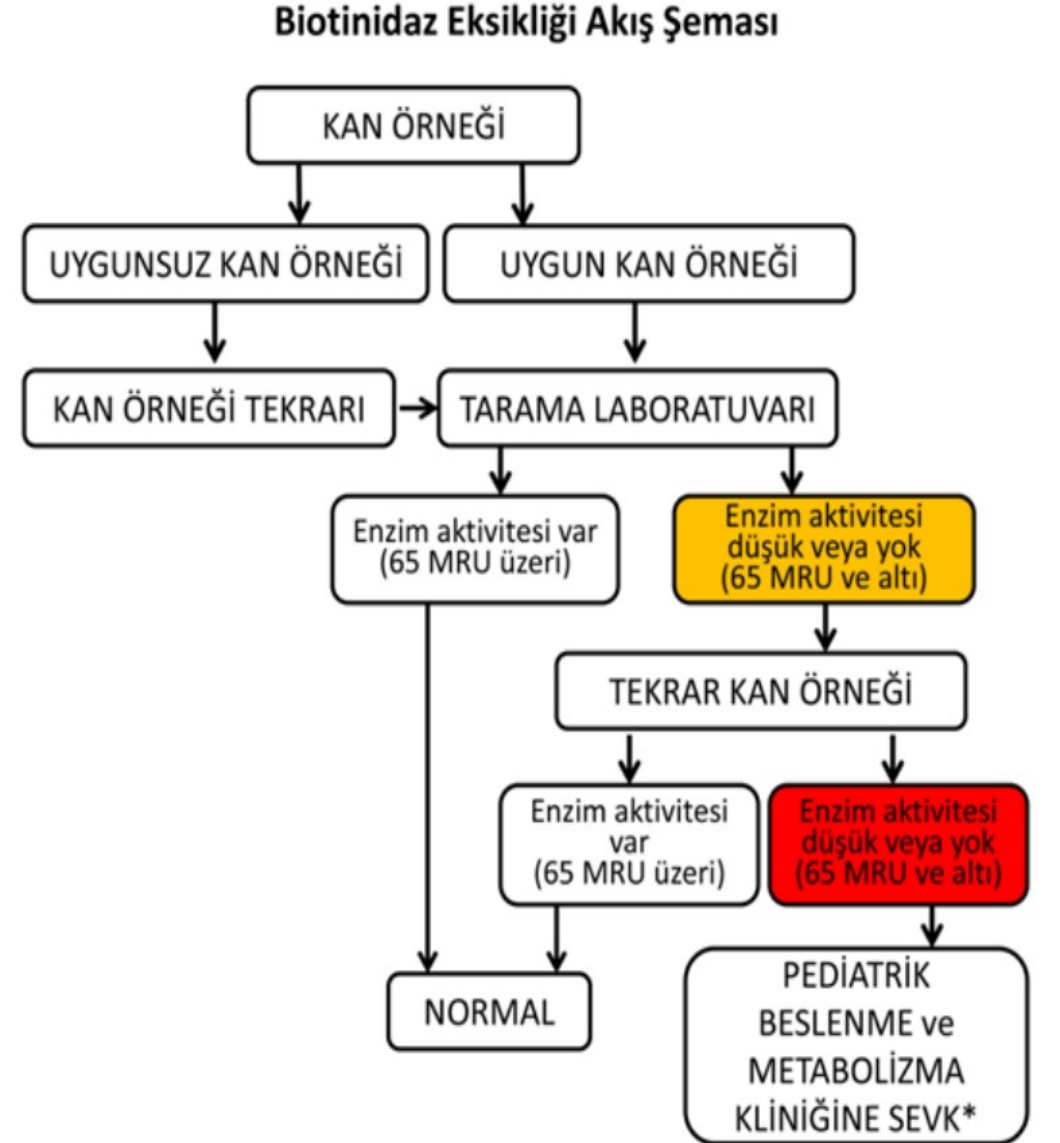 Biotinidaz Eksikliği Akış Şeması
KAN ÖRNEĞİ
UYGUNSUZ KAN ÖRNEĞİ
UYGUN KAN ÖRNEĞİ
KAN ÖRNEĞİ TEKRARI
TARAMA LABORATUVARI
Enzim aktivitesi var
(65 MRU üzeri)
Enzim aktivitesi
düşük veya yok
(65 MRU ve altı)
TEKRAR KAN ÖRNEĞİ
Enzim aktivitesi
var
(65 MRU üzeri)
Enzim aktivitesi
düşük veya yok
(65 MRU ve altı)
NORMAL
PEDİATRİK
BESLENME ve
METABOLİZMA
KLİNİĞİNE SEVK*